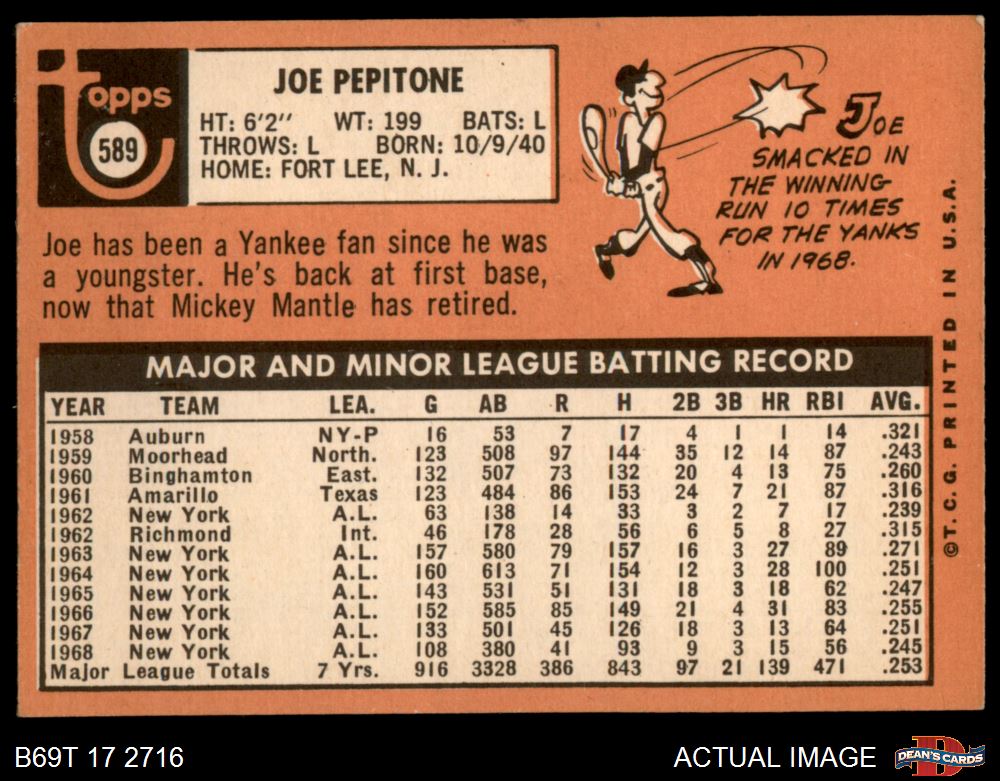 Topps
589
JOE PEPITONE
HT: 6'2" WT: 199 BATS: L
THROWS: L BORN: 10/9/40
HOME: FORT LEE, N. J.
JOE
SMACKED IN
THE WINNING
RUN 10 TIMES
FOR THE YANKS
IN 1968.
Joe has been a Yankee fan since he was
a youngster. He's back at first base,
now that Mickey Mantle has retired.
MAJOR AND MINOR LEAGUE BATTING RECORD
YEAR TEAM LEA. G AB R H 2B 3B HR RBI AVG.
1958 Auburn NY-P 16 53 7 17 4 1 1 14 .321
1959 Moorhead North. 123 508 97 144 35 12 14 87 .243
1960 Binghamton East. 132 507 73 132 20 4 13 75 .260
1961 Amarillo Texas 123 484 86 153 24 7 21 87 .316
1962 New York A.L. 63 138 14 33 3 2 7 17 .239
1962 Richmond Int. 46 178 28 56 6 5 8 27 .315
1963 New York A.L. 157 580 79 157 16 3 27 89 .271
1964 New York A.L. 160 613 71 154 12 3 28 100 .251
1965 New York A.L. 143 531 51 131 18 3 18 62 .247
1966 New York A.L. 152 585 85 149 21 4 31 83 .255
1967 New York A.L. 133 501 45 126 18 3 13 64 .251
1968 New York A.L. 108 380 41 93 9 3 15 56 .245
Major League Totals 7 Yrs. 916 3328 386 843 97 21 139 471 .253
©T. C. G. PRINTED IN U.S.A.
B69T 17 2716
ACTUAL IMAGE
D
DEAN'S CARDS